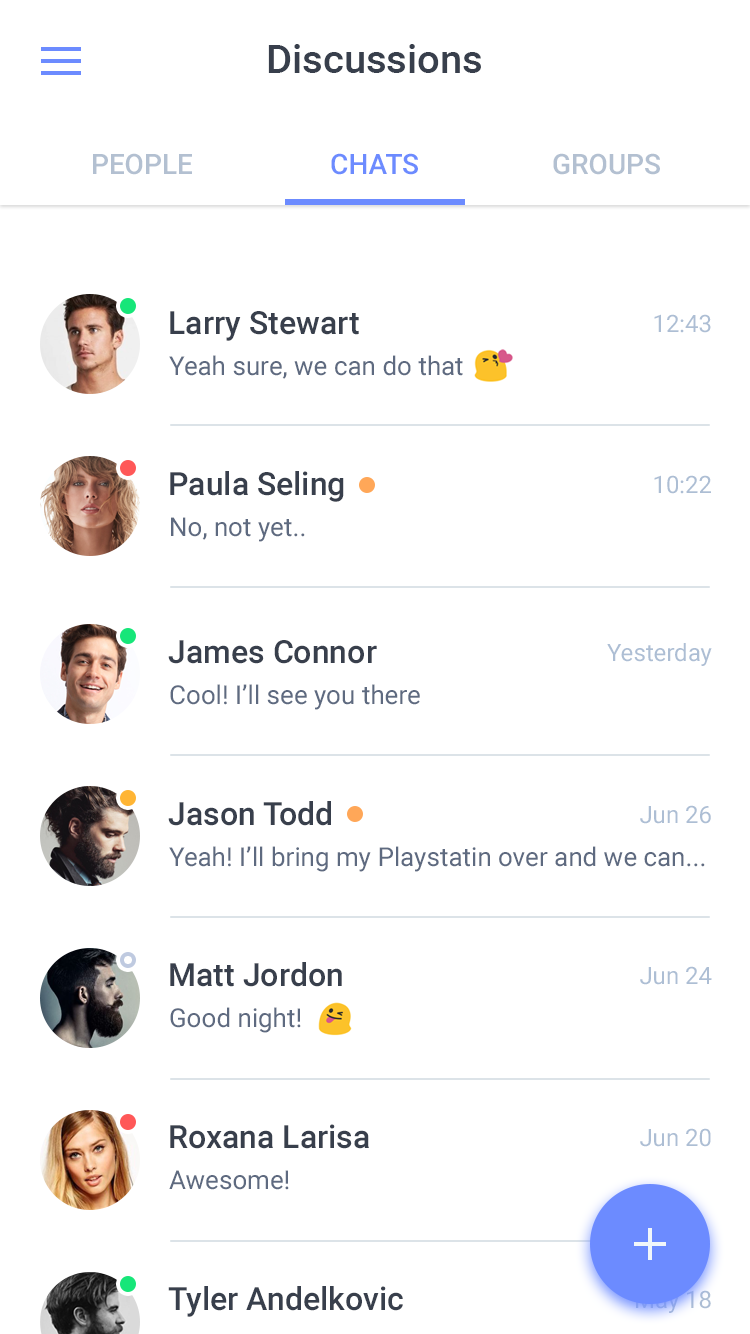 Discussions
PEOPLE CHATS GROUPS
Larry Stewart 12:43
Yeah sure, we can do that 😘
Paula Seling 10:22
No, not yet..
James Connor Yesterday
Cool! I’ll see you there
Jason Todd Jun 26
Yeah! I’ll bring my Playstatin over and we can...
Matt Jordon Jun 24
Good night! 😜
Roxana Larisa Jun 20
Awesome!
Tyler Andelkovic May 18